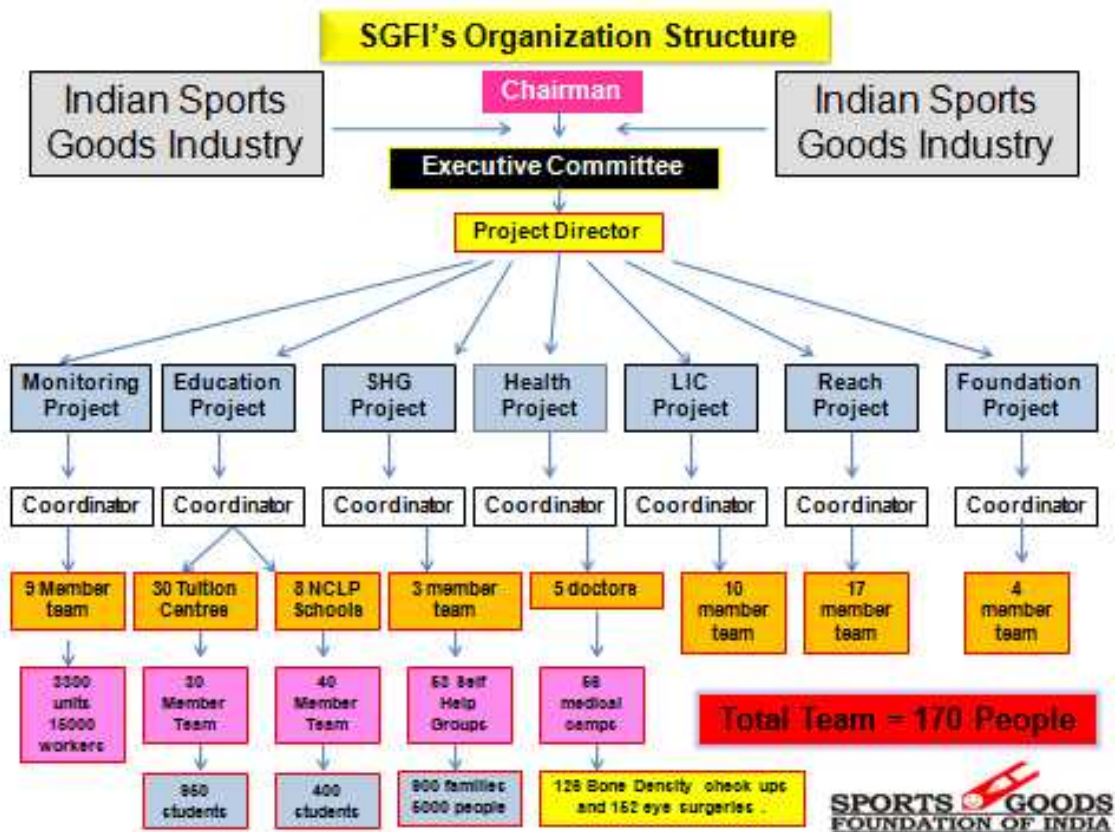 SGFI's Organization Structure
Indian Sports
Goods Industry
Chairman
Indian Sports
Goods Industry
Executive Committee
Project Director
Monitoring
Project
Education
Project
SHG
Project
Health
Project
LIC
Project
Reach
Project
Foundation
Project
Coordinator
Coordinator
Coordinator
Coordinator
Coordinator
Coordinator
Coordinator
9 Member
team
30 Tuition
Centres
8 NCLP
Schools
3 member
team
5 doctors
10
member
team
17
member
team
4
member
team
3300
units
15000
workers
30
Member
Team
40
Member
Team
Self
Help
Groups
medical
camps
Total Team = 170 People
students
400
students
900 families
5000 people
Bone Density check ups
and 152 eye surgeries .
SPORTS GOODS
FOUNDATION OF INDIA